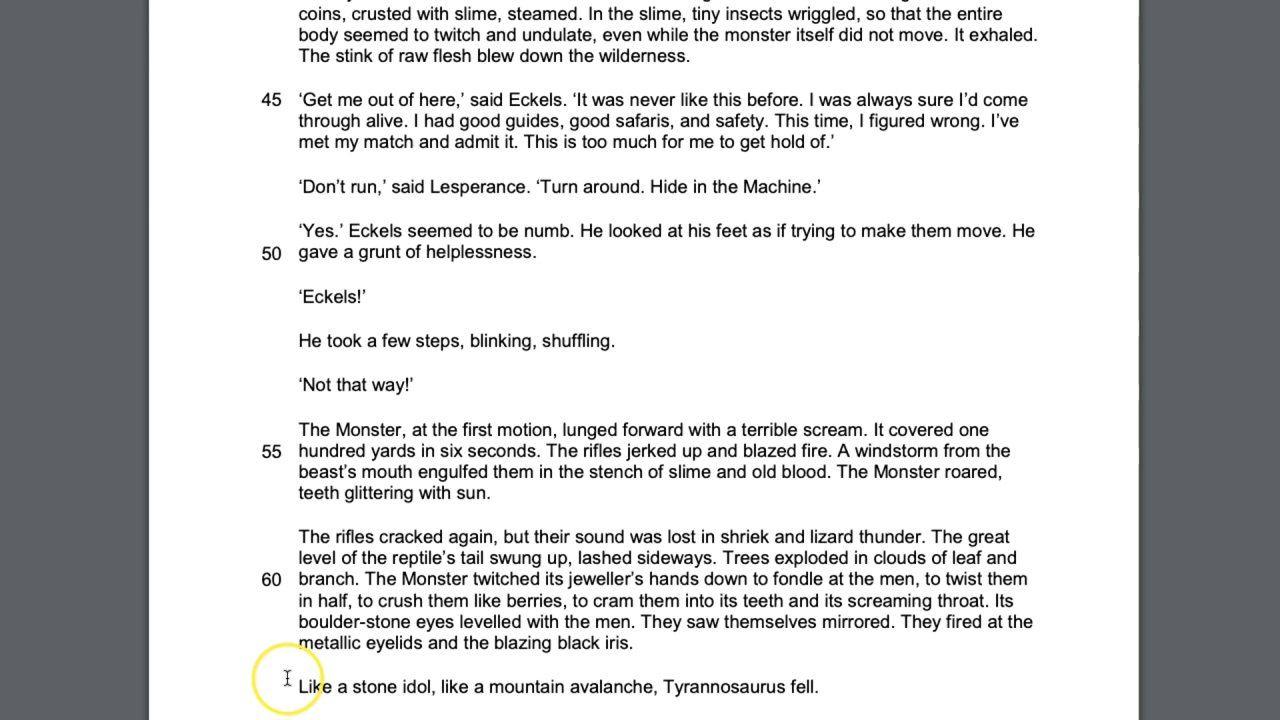 coins, crusted with slime, steamed. In the slime, tiny insects wriggled, so that the entire
body seemed to twitch and undulate, even while the monster itself did not move. It exhaled.
The stink of raw flesh blew down the wilderness.
45 ‘Get me out of here,’ said Eckels. ‘It was never like this before. I was always sure I’d come
through alive. I had good guides, good safaris, and safety. This time, I figured wrong. I’ve
met my match and admit it. This is too much for me to get hold of.’
‘Don’t run,’ said Lesperance. ‘Turn around. Hide in the Machine.’
‘Yes.’ Eckels seemed to be numb. He looked at his feet as if trying to make them move. He
50 gave a grunt of helplessness.
‘Eckels!’
He took a few steps, blinking, shuffling.
‘Not that way!’
The Monster, at the first motion, lunged forward with a terrible scream. It covered one
55 hundred yards in six seconds. The rifles jerked up and blazed fire. A windstorm from the
beast’s mouth engulfed them in the stench of slime and old blood. The Monster roared,
teeth glittering with sun.
The rifles cracked again, but their sound was lost in shriek and lizard thunder. The great
level of the reptile’s tail swung up, lashed sideways. Trees exploded in clouds of leaf and
60 branch. The Monster twitched its jeweller’s hands down to fondle at the men, to twist them
in half, to crush them like berries, to cram them into its teeth and its screaming throat. Its
boulder-stone eyes levelled with the men. They saw themselves mirrored. They fired at the
metallic eyelids and the blazing black iris.
Like a stone idol, like a mountain avalanche, Tyrannosaurus fell.